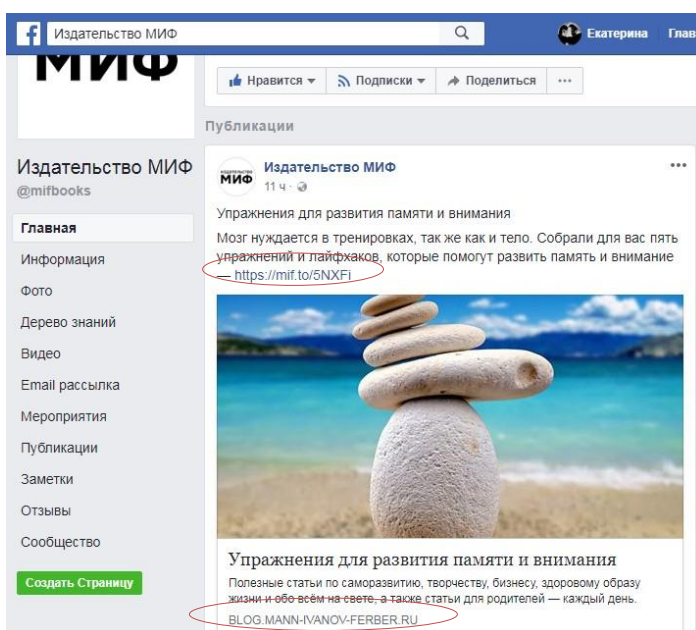 Издательство МИФ
Екатерина
Глав
МИФ
Нравится
Подписки
Поделиться
Публикации
Издательство МИФ
@mifbooks
Главная
Информация
Фото
Дерево знаний
Видео
Email рассылка
Мероприятия
Публикации
Заметки
Отзывы
Сообщество
Создать Страницу
МИФ
Издательство МИФ
11 ч
Упражнения для развития памяти и внимания
Мозг нуждается в тренировках, так же как и тело. Собрали для вас пять
упражнений и лайфхаков, которые помогут развить память и внимание
— https://mif.to/5NXFi
Упражнения для развития памяти и внимания
Полезные статьи по саморазвитию, творчеству, бизнесу, здоровому образу
жизни и обо всём на свете, а также статьи для родителей — каждый день.
BLOG.MANN-IVANOV-FERBER.RU